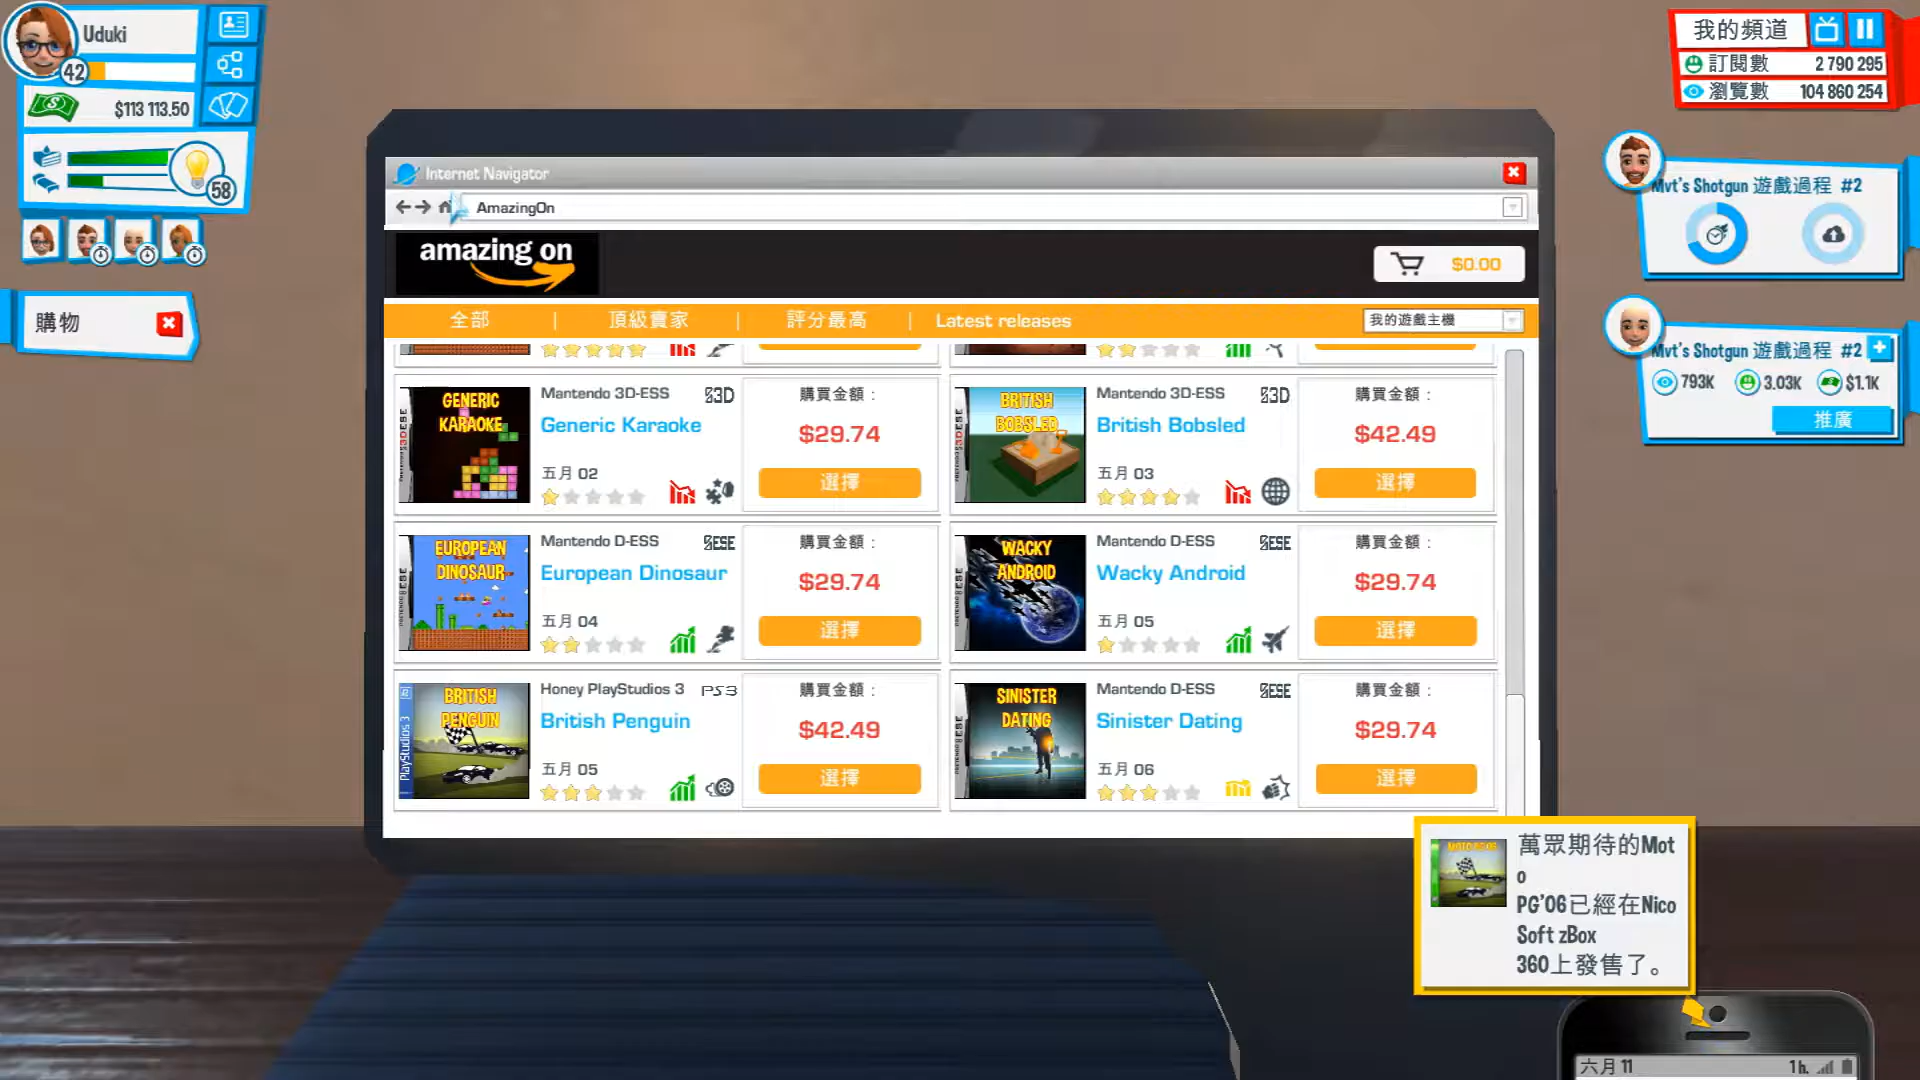 Uduki
42
$113 113.50
58
購物
我的頻道
訂閱數 2 790 295
瀏覽數 104 860 254
Mvt's Shotgun 遊戲過程 #2
Mvt's Shotgun 遊戲過程 #2
793K 3.03K $1.1K
推廣
Internet Navigator
AmazingOn
amazing on
$0.00
全部 | 頂級賣家 | 評分最高 | Latest releases
我的遊戲主機
GENERIC
KARAOKE
Mantendo 3D-ESS
Generic Karaoke
五月 02
購買金額：
$29.74
選擇
BRITISH
BOBSLED
Mantendo 3D-ESS
British Bobsled
五月 03
購買金額：
$42.49
選擇
EUROPEAN
DINOSAUR
Mantendo D-ESS
European Dinosaur
五月 04
購買金額：
$29.74
選擇
WACKY
ANDROID
Mantendo D-ESS
Wacky Android
五月 05
購買金額：
$29.74
選擇
PlayStudios 3
BRITISH
PENGUIN
Honey PlayStudios 3 PS3
British Penguin
五月 05
購買金額：
$42.49
選擇
SINISTER
DATING
Mantendo D-ESS
Sinister Dating
五月 06
購買金額：
$29.74
選擇
MOTO PG'06
萬眾期待的Mot
o
PG'06已經在Nico
Soft zBox
360上發售了。
六月 11 1h.